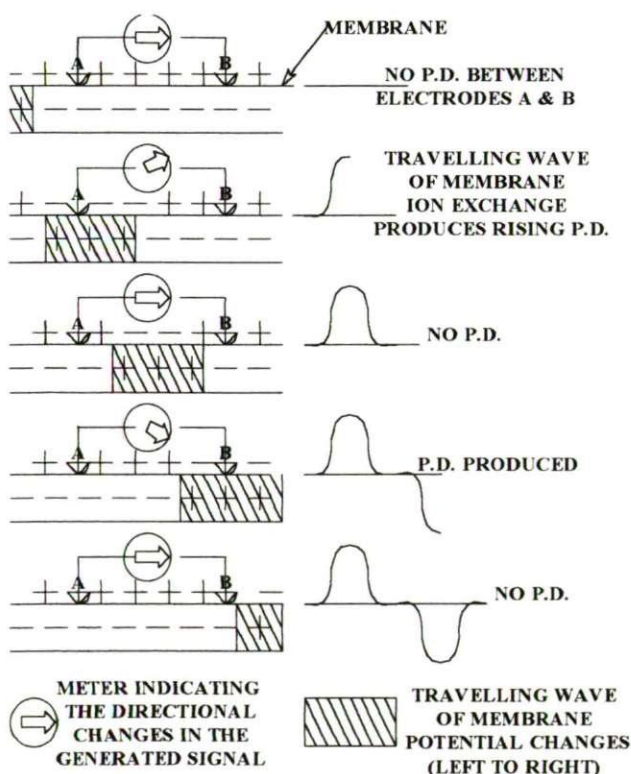 MEMBRANE
A
B
NO P.D. BETWEEN
ELECTRODES A & B
A
B
TRAVELLING WAVE
OF MEMBRANE
ION EXCHANGE
PRODUCES RISING P.D.
A
B
NO P.D.
A
B
P.D. PRODUCED
A
B
NO P.D.
METER INDICATING
THE DIRECTIONAL
CHANGES IN THE
GENERATED SIGNAL
TRAVELLING WAVE
OF MEMBRANE
POTENTIAL CHANGES
(LEFT TO RIGHT)